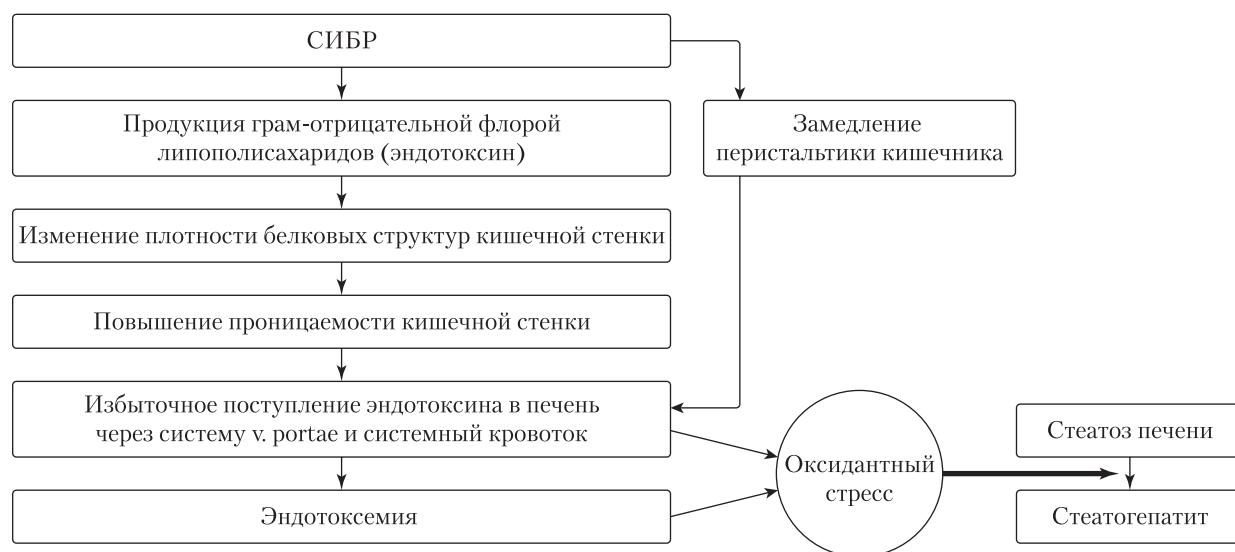 СИБР
Продукция грам-отрицательной флорой
липополисахаридов (эндотоксин)
Замедление
перистальтики кишечника
Изменение плотности белковых структур кишечной стенки
Повышение проницаемости кишечной стенки
Избыточное поступление эндотоксина в печень
через систему v. portae и системный кровоток
Эндотоксемия
Оксидантный
стресс
Стеатоз печени
Стеатогепатит